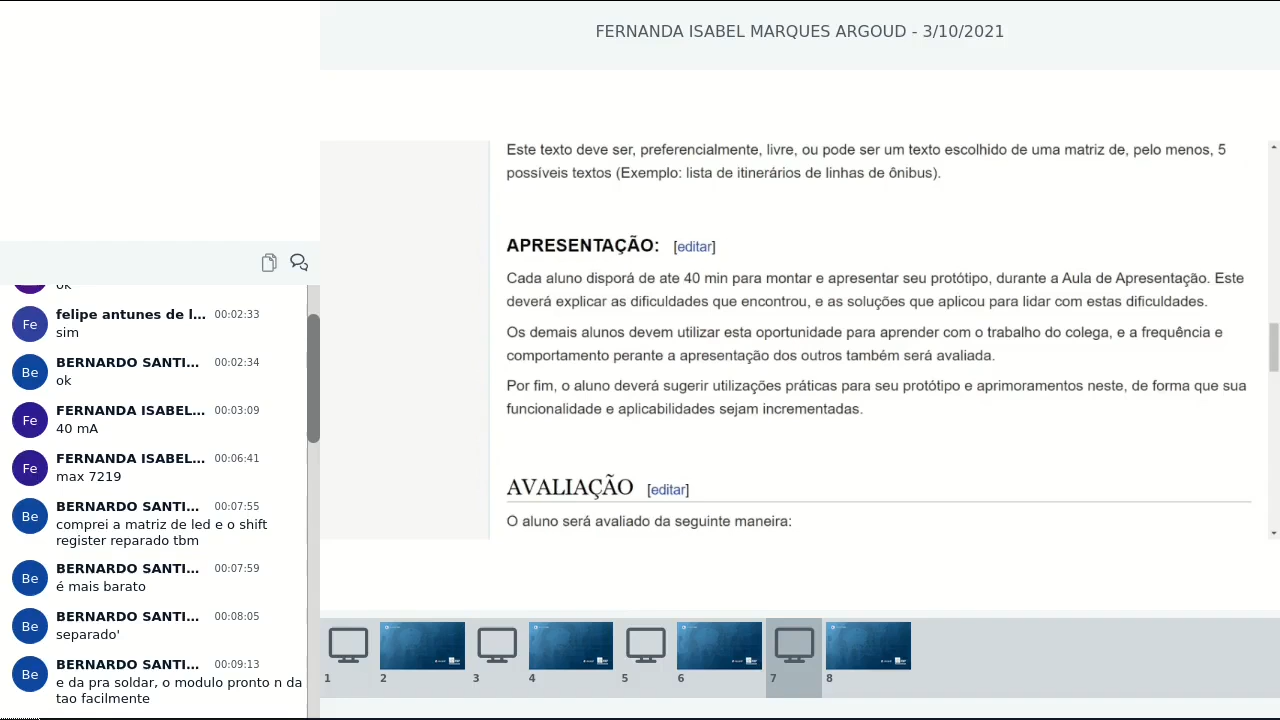 FERNANDA ISABEL MARQUES ARGOUD - 3/10/2021
ok
felipe antunes de l... 00:02:33
sim
BERNARDO SANTI... 00:02:34
ok
FERNANDA ISABEL... 00:03:09
40 mA
FERNANDA ISABEL... 00:06:41
max 7219
BERNARDO SANTI... 00:07:55
comprei a matriz de led e o shift
register reparado tbm
BERNARDO SANTI... 00:07:59
é mais barato
BERNARDO SANTI... 00:08:05
separado'
BERNARDO SANTI... 00:09:13
e da pra soldar, o modulo pronto n da
tao facilmente
Fe
Be
Fe
Fe
Be
Be
Be
Be
Este texto deve ser, preferencialmente, livre, ou pode ser um texto escolhido de uma matriz de, pelo menos, 5
possíveis textos (Exemplo: lista de itinerários de linhas de ônibus).
APRESENTAÇÃO: [editar]
Cada aluno disporá de ate 40 min para montar e apresentar seu protótipo, durante a Aula de Apresentação. Este
deverá explicar as dificuldades que encontrou, e as soluções que aplicou para lidar com estas dificuldades.
Os demais alunos devem utilizar esta oportunidade para aprender com o trabalho do colega, e a frequência e
comportamento perante a apresentação dos outros também será avaliada.
Por fim, o aluno deverá sugerir utilizações práticas para seu protótipo e aprimoramentos neste, de forma que sua
funcionalidade e aplicabilidades sejam incrementadas.
AVALIAÇÃO [editar]
O aluno será avaliado da seguinte maneira:
1 2 3 4 5 6 7 8